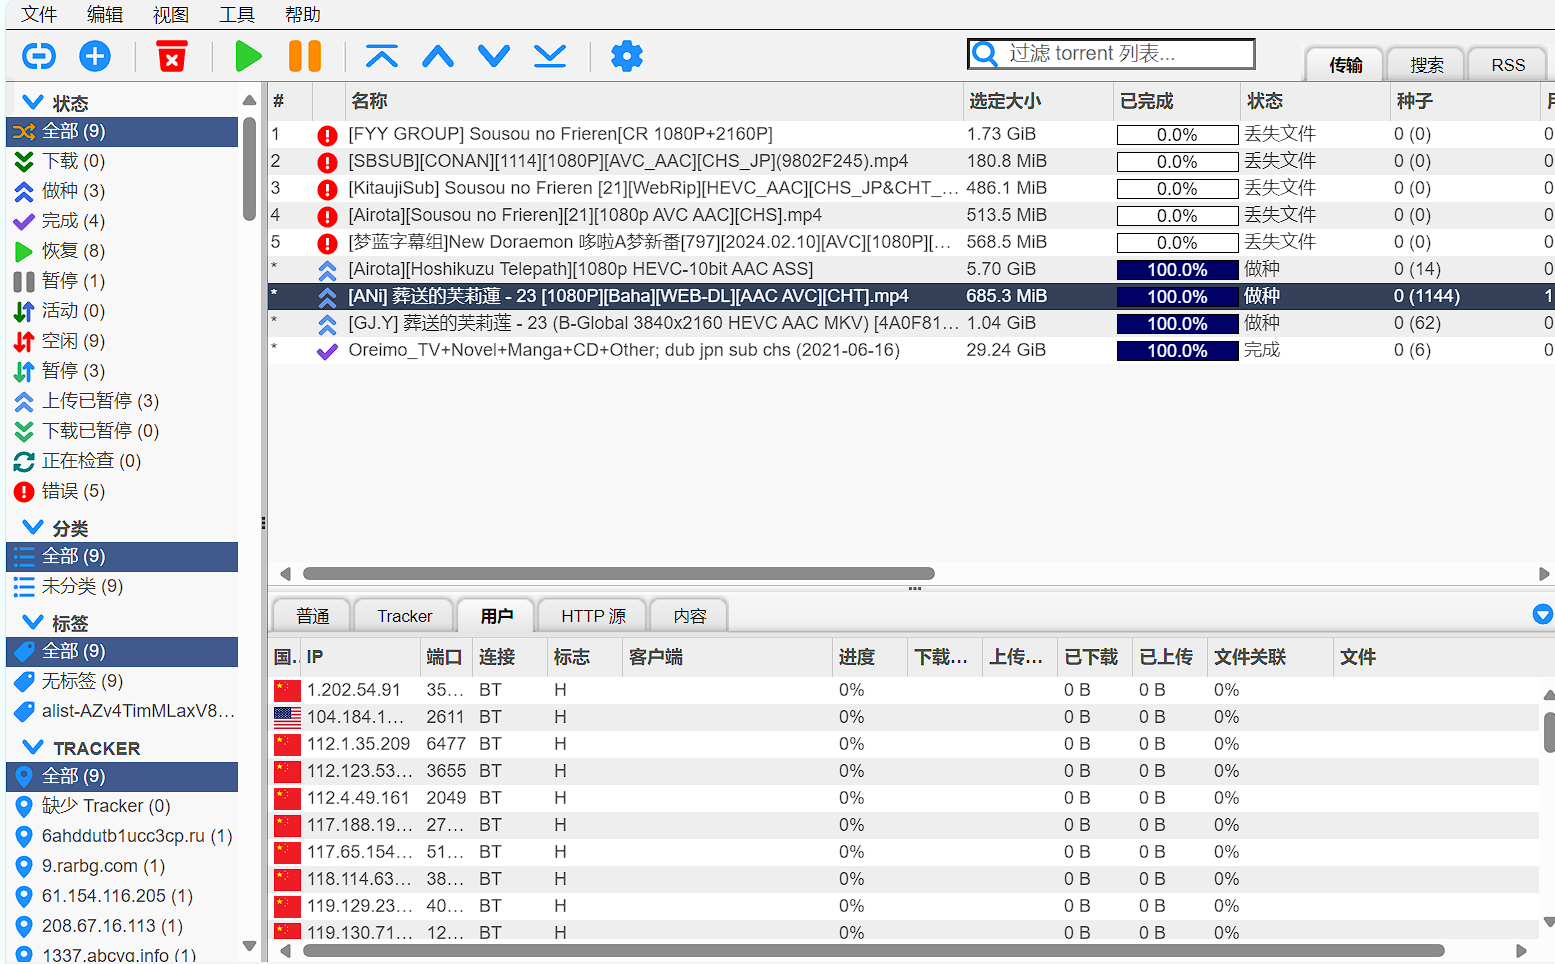 文件 编辑 视图 工具 帮助
过滤 torrent 列表...
传输 搜索 RSS
状态
全部 (9)
下载 (0)
做种 (3)
完成 (4)
恢复 (8)
暂停 (1)
活动 (0)
空闲 (9)
暂停 (3)
上传已暂停 (3)
下载已暂停 (0)
正在检查 (0)
错误 (5)
分类
全部 (9)
未分类 (9)
标签
全部 (9)
无标签 (9)
alist-AZv4TimMLaxV8...
TRACKER
全部 (9)
缺少 Tracker (0)
6ahddutb1ucc3cp.ru (1)
9.rarbg.com (1)
61.154.116.205 (1)
208.67.16.113 (1)
1337.abcvg.info (1)
# 名称 选定大小 已完成 状态 种子
1 [FYY GROUP] Sousou no Frieren[CR 1080P+2160P] 1.73 GiB 0.0% 丢失文件 0 (0) 0
2 [SBSUB][CONAN][1114][1080P][AVC_AAC][CHS_JP](9802F245).mp4 180.8 MiB 0.0% 丢失文件 0 (0) 0
3 [KitaujiSub] Sousou no Frieren [21][WebRip][HEVC_AAC][CHS_JP&CHT_... 486.1 MiB 0.0% 丢失文件 0 (0) 0
4 [Airota][Sousou no Frieren][21][1080p AVC AAC][CHS].mp4 513.5 MiB 0.0% 丢失文件 0 (0) 0
5 [梦蓝字幕组]New Doraemon 哆啦A梦新番[797][2024.02.10][AVC][1080P][... 568.5 MiB 0.0% 丢失文件 0 (0) 0
* [Airota][Hoshikuzu Telepath][1080p HEVC-10bit AAC ASS] 5.70 GiB 100.0% 做种 0 (14) 0
* [ANi] 葬送的芙莉蓮 - 23 [1080P][Baha][WEB-DL][AAC AVC][CHT].mp4 685.3 MiB 100.0% 做种 0 (1144) 1
* [GJ.Y] 葬送的芙莉莲 - 23 (B-Global 3840x2160 HEVC AAC MKV) [4A0F81... 1.04 GiB 100.0% 做种 0 (62) 0
* Oreimo_TV+Novel+Manga+CD+Other; dub jpn sub chs (2021-06-16) 29.24 GiB 100.0% 完成 0 (6) 0
普通 Tracker 用户 HTTP 源 内容
国.. IP 端口 连接 标志 客户端 进度 下载... 上传... 已下载 已上传 文件关联 文件
1.202.54.91 35... BT H 0% 0 B 0 B 0%
104.184.1... 2611 BT H 0% 0 B 0 B 0%
112.1.35.209 6477 BT H 0% 0 B 0 B 0%
112.123.53... 3655 BT H 0% 0 B 0 B 0%
112.4.49.161 2049 BT H 0% 0 B 0 B 0%
117.188.19... 27... BT H 0% 0 B 0 B 0%
117.65.154... 51... BT H 0% 0 B 0 B 0%
118.114.63... 38... BT H 0% 0 B 0 B 0%
119.129.23... 40... BT H 0% 0 B 0 B 0%
119.130.71... 12... BT H 0% 0 B 0 B 0%